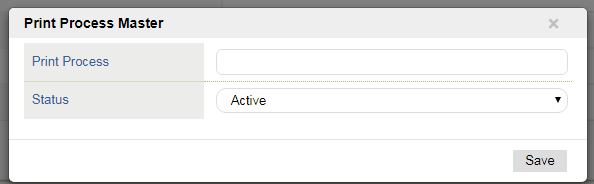 Print Process Master
Print Process
Status
Active
Save